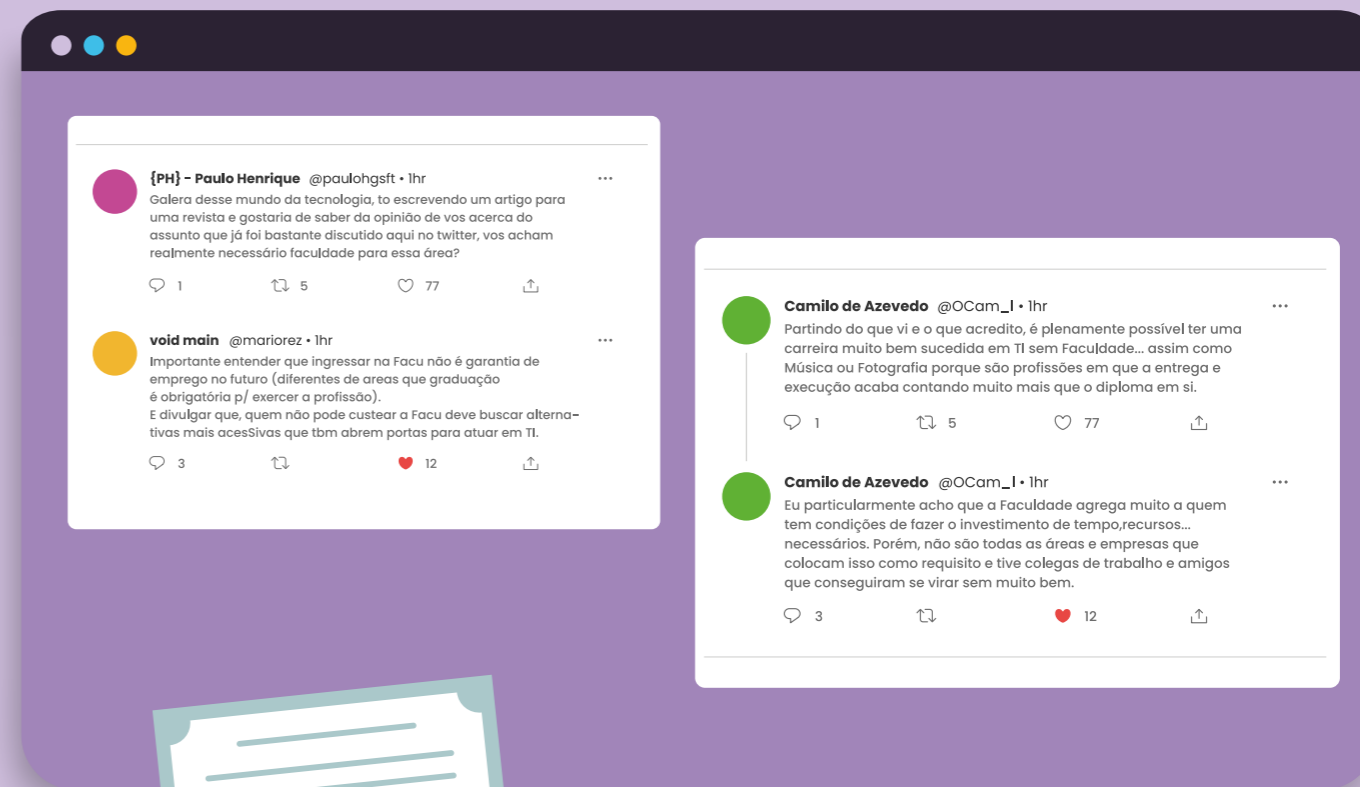 {PH} - Paulo Henrique @paulohgsft • 1hr
Galera desse mundo da tecnologia, to escrevendo um artigo para
uma revista e gostaria de saber da opinião de vos acerca do
assunto que já foi bastante discutido aqui no twitter, vos acham
realmente necessário faculdade para essa área?
1 5 77
void main @mariorez • 1hr
Importante entender que ingressar na Facu não é garantia de
emprego no futuro (diferentes de areas que graduação
é obrigatória p/ exercer a profissão).
E divulgar que, quem não pode custear a Facu deve buscar alterna-
tivas mais acesSivas que tbm abrem portas para atuar em TI.
3 12
Camilo de Azevedo @OCam_l • 1hr
Partindo do que vi e o que acredito, é plenamente possível ter uma
carreira muito bem sucedida em TI sem Faculdade... assim como
Música ou Fotografia porque são profissões em que a entrega e
execução acaba contando muito mais que o diploma em si.
1 5 77
Camilo de Azevedo @OCam_l • 1hr
Eu particularmente acho que a Faculdade agrega muito a quem
tem condições de fazer o investimento de tempo,recursos...
necessários. Porém, não são todas as áreas e empresas que
colocam isso como requisito e tive colegas de trabalho e amigos
que conseguiram se virar sem muito bem.
3 12